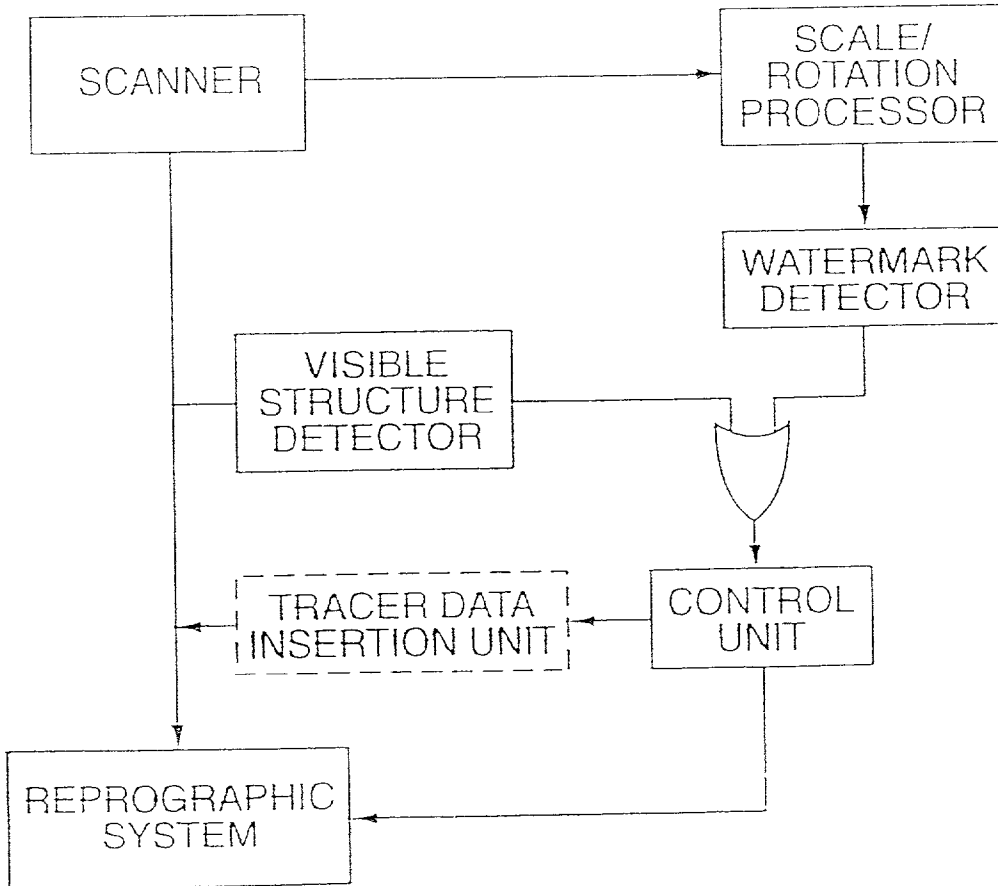 SCANNER
SCALE/
ROTATION
PROCESSOR
WATERMARK
DETECTOR
VISIBLE
STRUCTURE
DETECTOR
TRACER DATA
INSERTION UNIT
CONTROL
UNIT
REPROGRAPHIC
SYSTEM